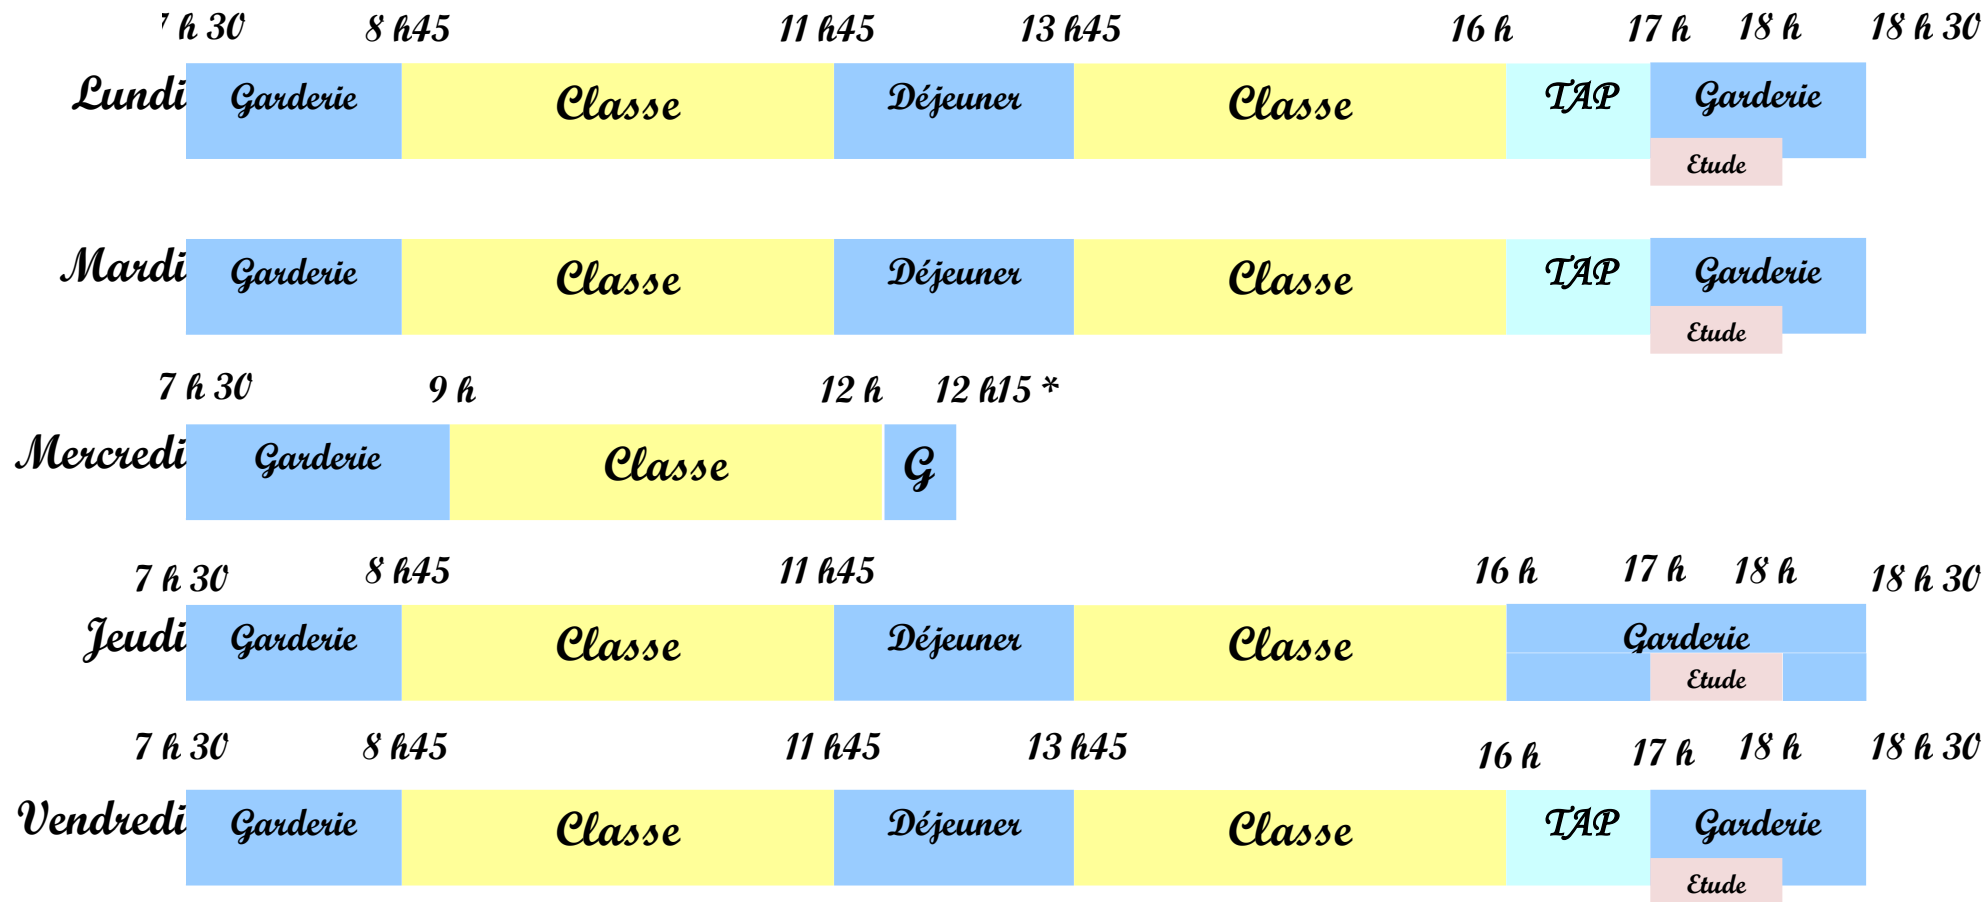 7 h 30 8 h45 11 h45 13 h45 16 h 17 h 18 h 18 h 30
Lundi Garderie Classe Déjeuner Classe TAP Garderie
Etude
Mardi Garderie Classe Déjeuner Classe TAP Garderie
Etude
7 h 30 9 h 12 h 12 h15 *
Mercredi Garderie Classe G
7 h 30 8 h45 11 h45 16 h 17 h 18 h 18 h 30
Jeudi Garderie Classe Déjeuner Classe Garderie
Etude
7 h 30 8 h45 11 h45 13 h45 16 h 17 h 18 h 18 h 30
Vendredi Garderie Classe Déjeuner Classe TAP Garderie
Etude